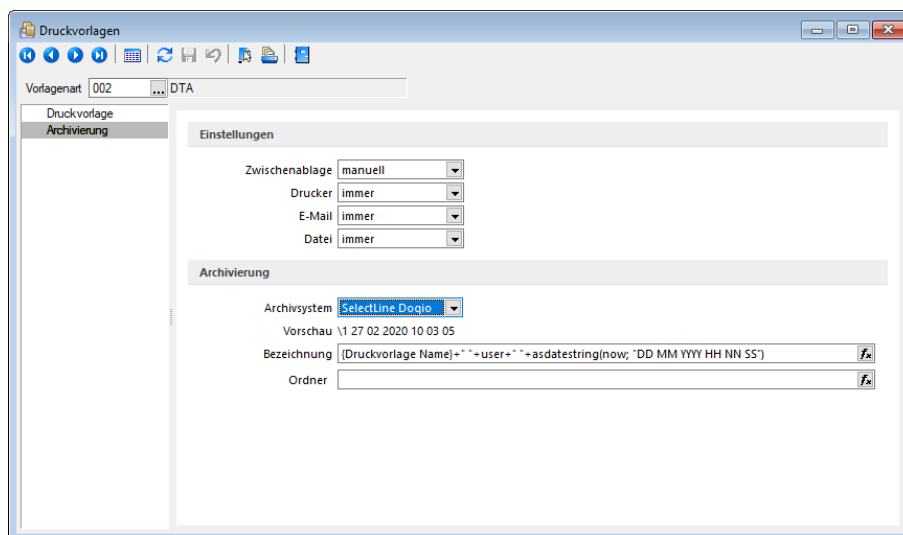 Druckvorlagen
Vorlagenart 002 ... DTA
Druckvorlage
Archivierung
Einstellungen
Zwischenablage manuell
Drucker immer
E-Mail immer
Datei immer
Archivierung
Archivsystem SelectLine Doqio
Vorschau \1 27 02 2020 10 03 05
Bezeichnung {Druckvorlage Name}+" "+user+" "+asdatestring(now; "DD MM YYYY HH NN SS") fx
Ordner fx